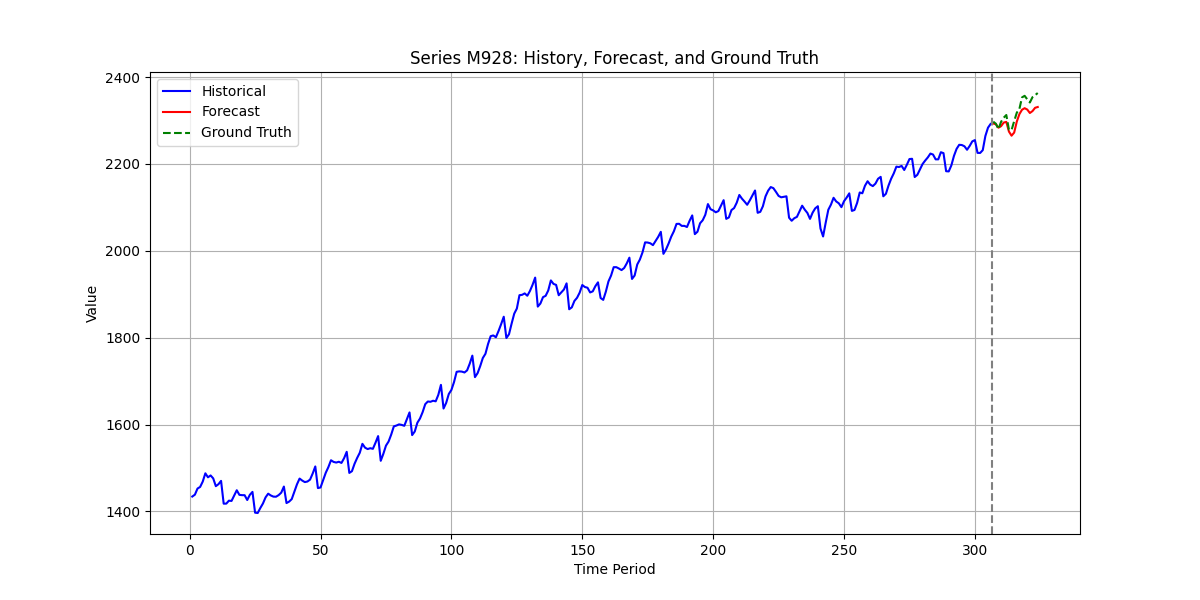 Series M928: History, Forecast, and Ground Truth
Historical
Forecast
Ground Truth
2400
2200
2000
1800
1600
1400
Value
0 50 100 150 200 250 300
Time Period